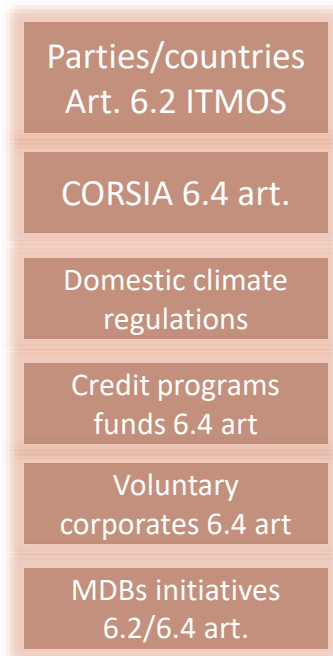 Parties/countries
Art. 6.2 ITMOS
CORSIA 6.4 art.
Domestic climate
regulations
Credit programs
funds 6.4 art
Voluntary
corporates 6.4 art
MDBs initiatives
6.2/6.4 art.